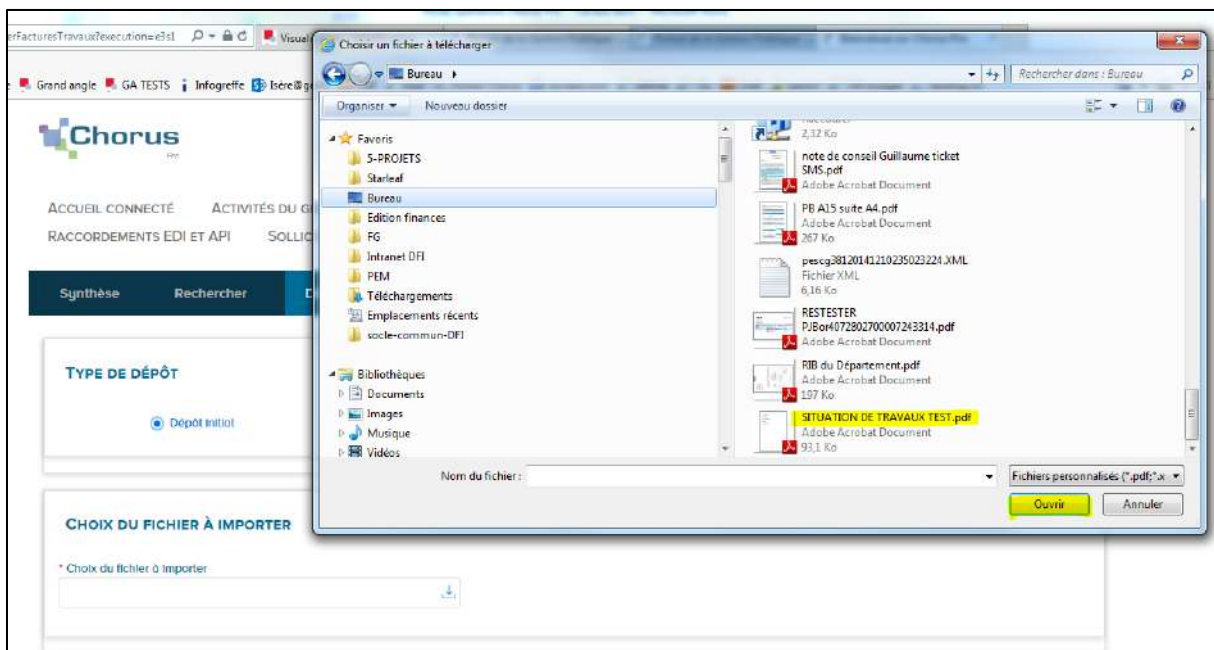 erFacturesTravaux?execution=e3s1
Visual
Grand angle GA TESTS Infogreffe Isère@g
Chorus
Pro
ACCUEIL CONNECTÉ ACTIVITÉS DU G
RACCORDEMENTS EDI ET API SOLLIC
Synthèse Rechercher
TYPE DE DÉPÔT
Dépôt initial
CHOIX DU FICHIER À IMPORTER
* Choix du fichier à importer
Choisir un fichier à télécharger
Bureau
Rechercher dans : Bureau
Organiser Nouveau dossier
Favoris
5-PROJETS
Starleaf
Bureau
Edition finances
FG
Intranet DFI
PEM
Téléchargements
Emplacements récents
socle-commun-DFI
Bibliothèques
Documents
Images
Musique
Vidéos
2,32 Ko
note de conseil Guillaume ticket
SMS.pdf
Adobe Acrobat Document
PB A15 suite A4.pdf
Adobe Acrobat Document
267 Ko
pescg38120141210235023224.XML
Fichier XML
6,16 Ko
RESTESTER
PJBor4072802700007243314.pdf
Adobe Acrobat Document
RIB du Département.pdf
Adobe Acrobat Document
197 Ko
SITUATION DE TRAVAUX TEST.pdf
Adobe Acrobat Document
93,1 Ko
Nom du fichier :
Fichiers personnalisés (*.pdf;*.x
Ouvrir Annuler